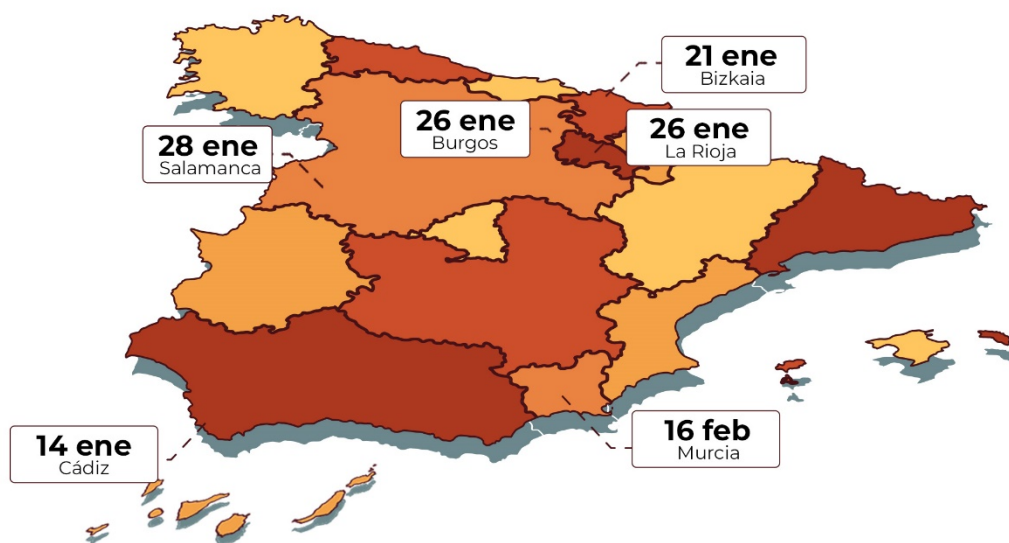 21 ene
Bizkaia
26 ene
Burgos
26 ene
La Rioja
28 ene
Salamanca
14 ene
Cádiz
16 feb
Murcia